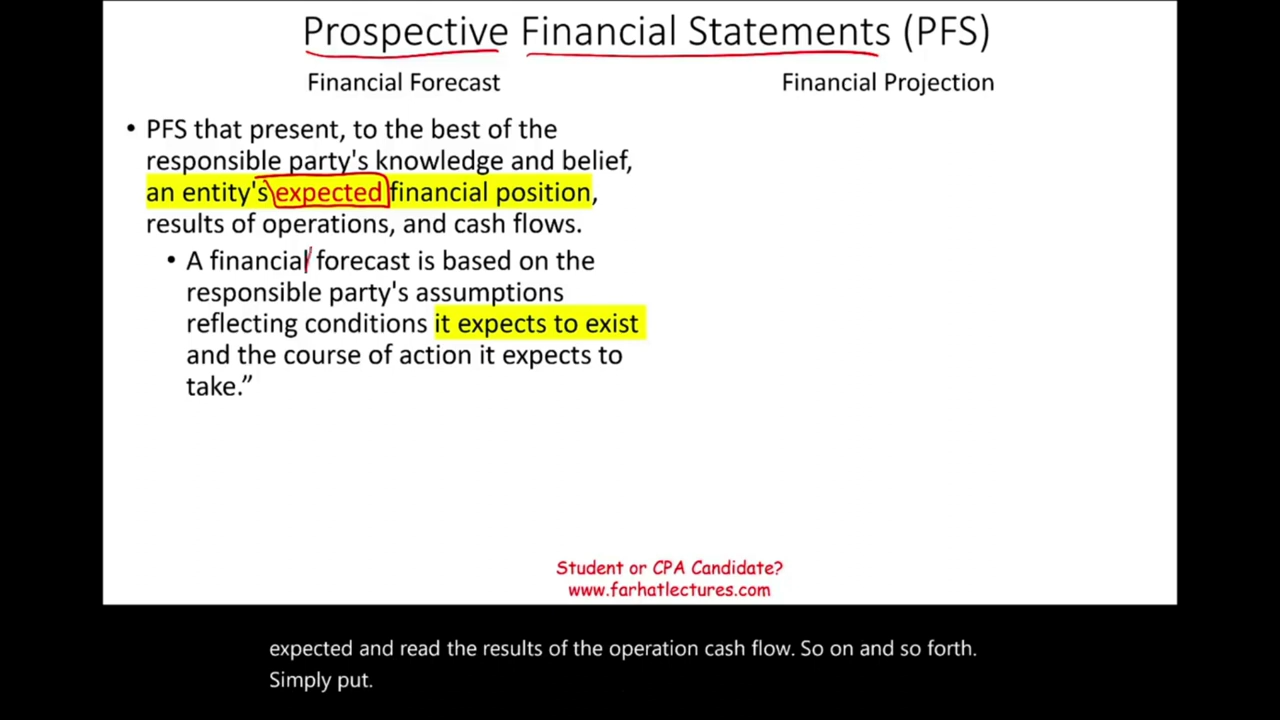 Prospective Financial Statements (PFS)
Financial Forecast
Financial Projection
• PFS that present, to the best of the
responsible party's knowledge and belief,
an entity's expected financial position,
results of operations, and cash flows.
• A financial forecast is based on the
responsible party's assumptions
reflecting conditions it expects to exist
and the course of action it expects to
take.”
Student or CPA Candidate?
www.farhatlectures.com
expected and read the results of the operation cash flow. So on and so forth.
Simply put.